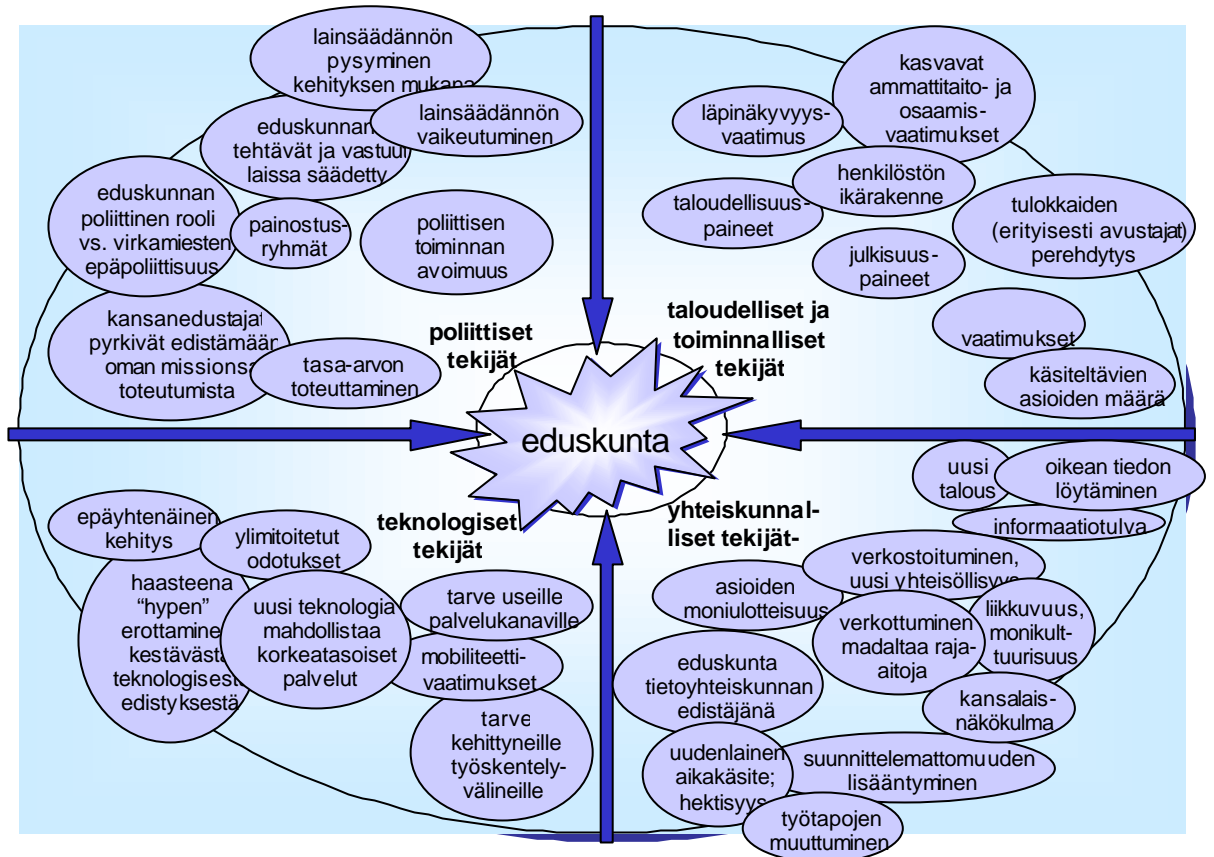 lainsäädännön
pysyminen
kehityksen mukana
lainsäädännön
vaikeutuminen
eduskunnan
tehtävät ja vastuut
laissa säädetty
eduskunnan
poliittinen rooli
vs. virkamiesten
epäpoliittisuus
painostus-
ryhmät
poliittisen
toiminnan
avoimuus
kansanedustajat
pyrkivät edistämään
oman missionsa
toteutumista
tasa-arvon
toteuttaminen
poliittiset
tekijät
kasvavat
ammattitaito- ja
osaamis-
vaatimukset
läpinäkyvyys-
vaatimus
henkilöstön
ikärakenne
taloudellisuus-
paineet
tulokkaiden
(erityisesti avustajat)
perehdytys
julkisuus-
paineet
vaatimukset
käsiteltävien
asioiden määrä
taloudelliset ja
toiminnalliset
tekijät
eduskunta
epäyhtenäinen
kehitys
ylimitoitetut
odotukset
haasteena
"hypen"
erottaminen
kestävästä
teknologisesta
edistyksestä
uusi teknologia
mahdollistaa
korkeatasoiset
palvelut
tarve useille
palvelukanaville
mobiliteetti-
vaatimukset
tarve
kehittyneille
työskentely-
välineille
teknologiset
tekijät
yhteiskunnal-
liset tekijät-
uusi
talous
oikean tiedon
löytäminen
informaatiotulva
verkostoituminen,
uusi yhteisöllisyys
asioiden
moniulotteisuus
verkottuminen
madaltaa raja-
aitoja
liikkuvuus,
monikult-
tuurisuus
eduskunta
tietoyhteiskunnan
edistäjänä
kansalais-
näkökulma
uudenlainen
aikakäsite;
hektisyys
suunnittelemattomuuden
lisääntyminen
työtapojen
muuttuminen